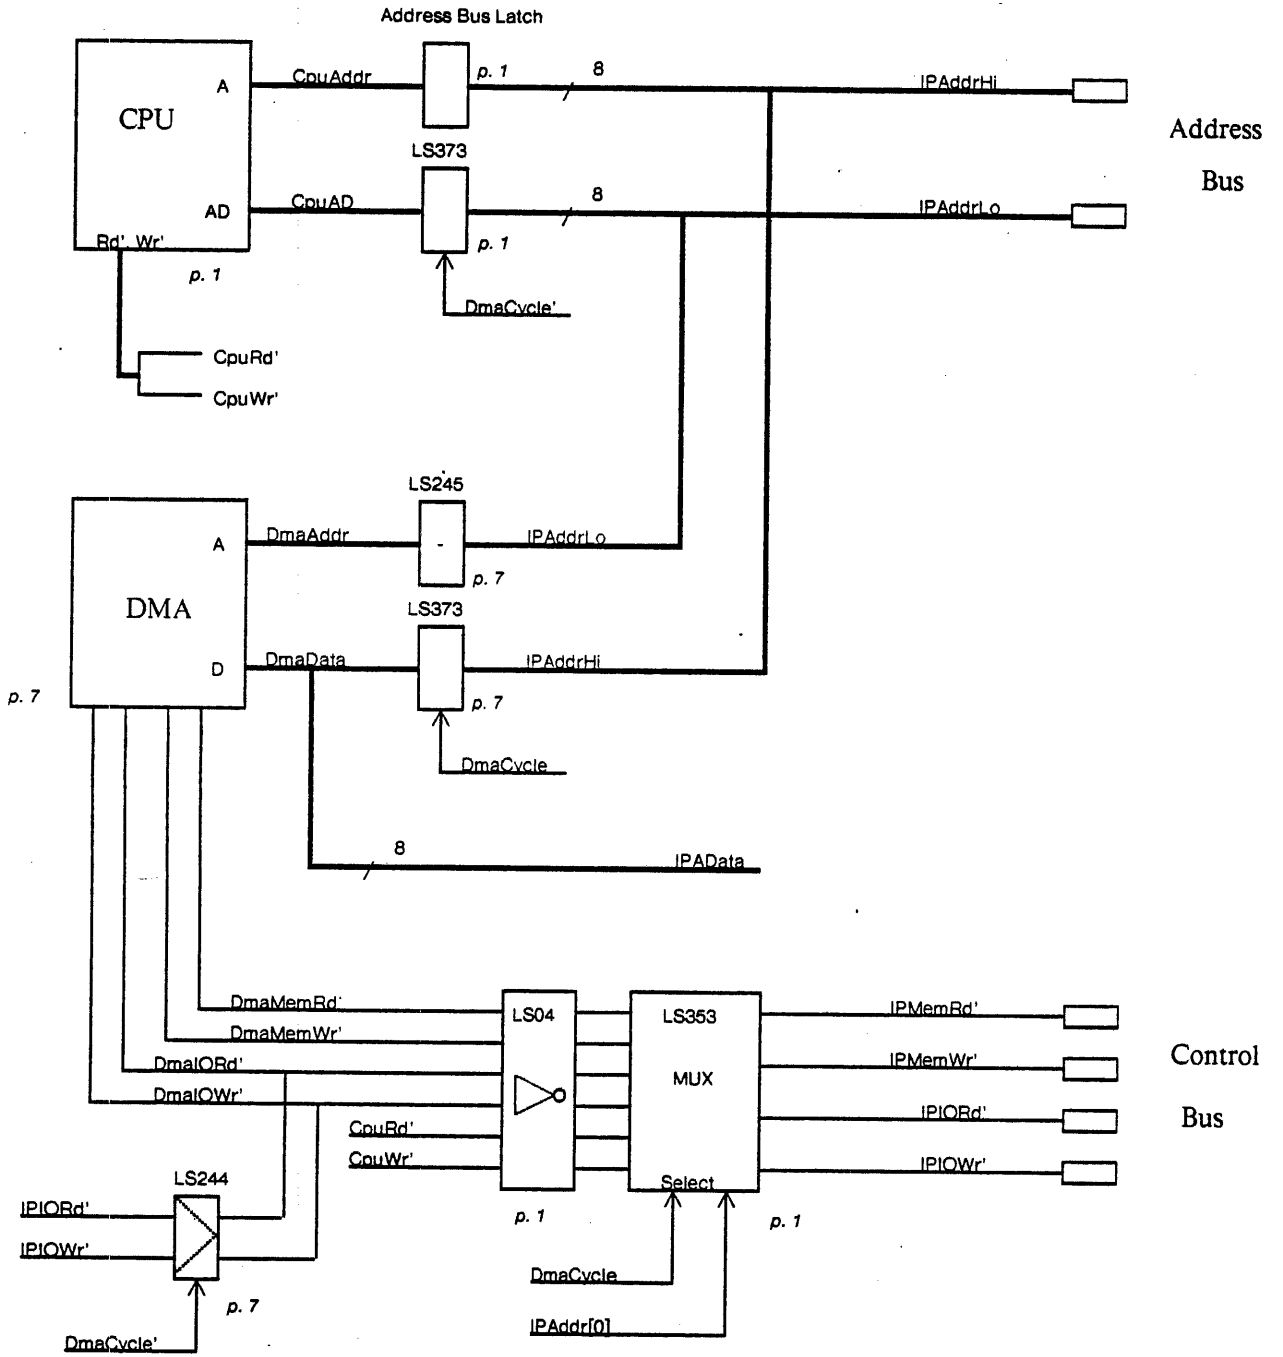 Address Bus Latch
CPU
A
CpuAddr
p. 1
8
IPAddrHi
Address
Bus
LS373
AD
CpuAD
p. 1
8
IPAddrLo
Rd', Wr'
p. 1
DmaCycle'
CpuRd'
CpuWr'
LS245
DMA
A
DmaAddr
-
IPAddrLo
p. 7
LS373
D
DmaData
IPAddrHi
p. 7
p. 7
DmaCycle
8
IPAData
DmaMemRd'
DmaMemWr'
DmaIORd'
DmaIOWr'
CpuRd'
CpuWr'
LS04
LS353
MUX
Select
IPMemRd'
IPMemWr'
IPIORd'
IPIOWr'
Control
Bus
LS244
IPIORd'
IPIOWr'
p. 7
DmaCycle'
p. 1
p. 1
DmaCycle
IPAddr[0]